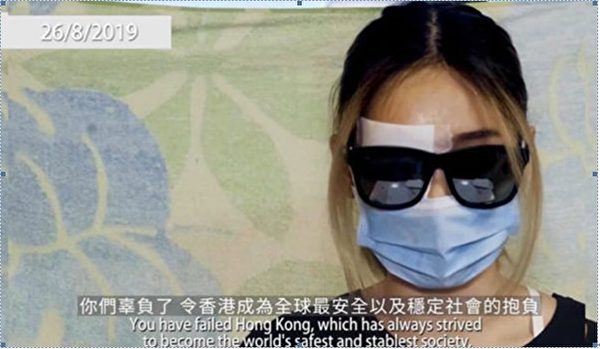 26/8/2019
你們辜負了 令香港成為全球最安全以及穩定社會的抱負
You have failed Hong Kong, which has always strived
to become the world's safest and stablest society.